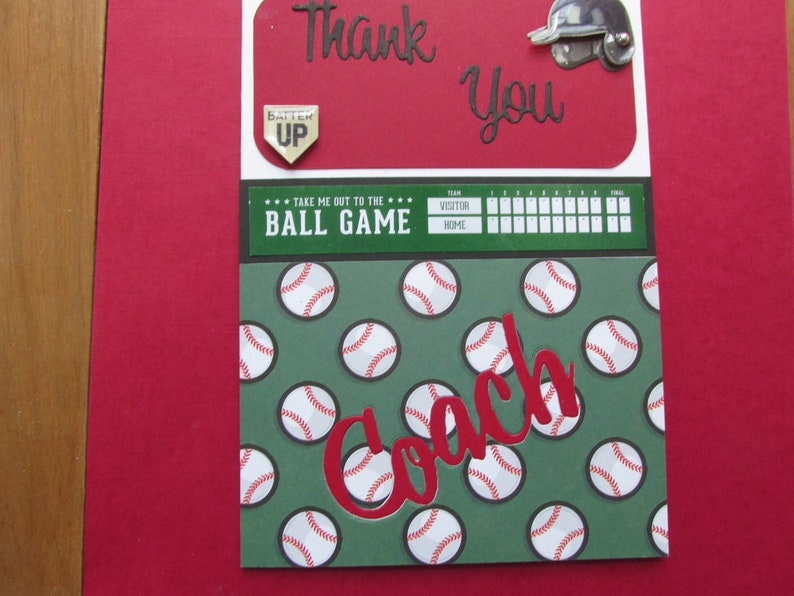 Thank
You
BATTER
UP
★ ★ ★ TAKE ME OUT TO THE ★ ★ ★
BALL GAME
TEAM 1 2 3 4 5 6 7 8 9 FINAL
VISITOR
HOME
Coach